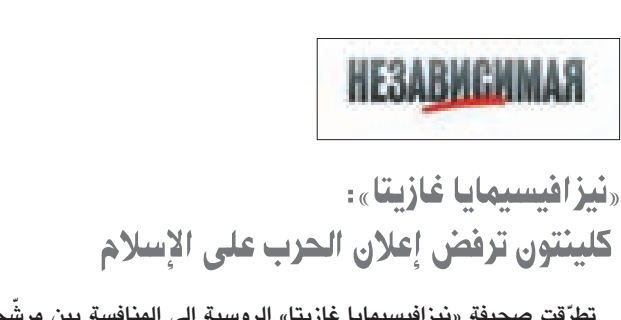 НЕЗАВИСИМАЯ
«نيزافيسيمايا غازيتا»:
كلينتون ترفض إعلان الحرب على الإسلام
تطرّقت صحيفة «نيزافيسيمايا غازيتا» الروسية إلى المنافسة بين